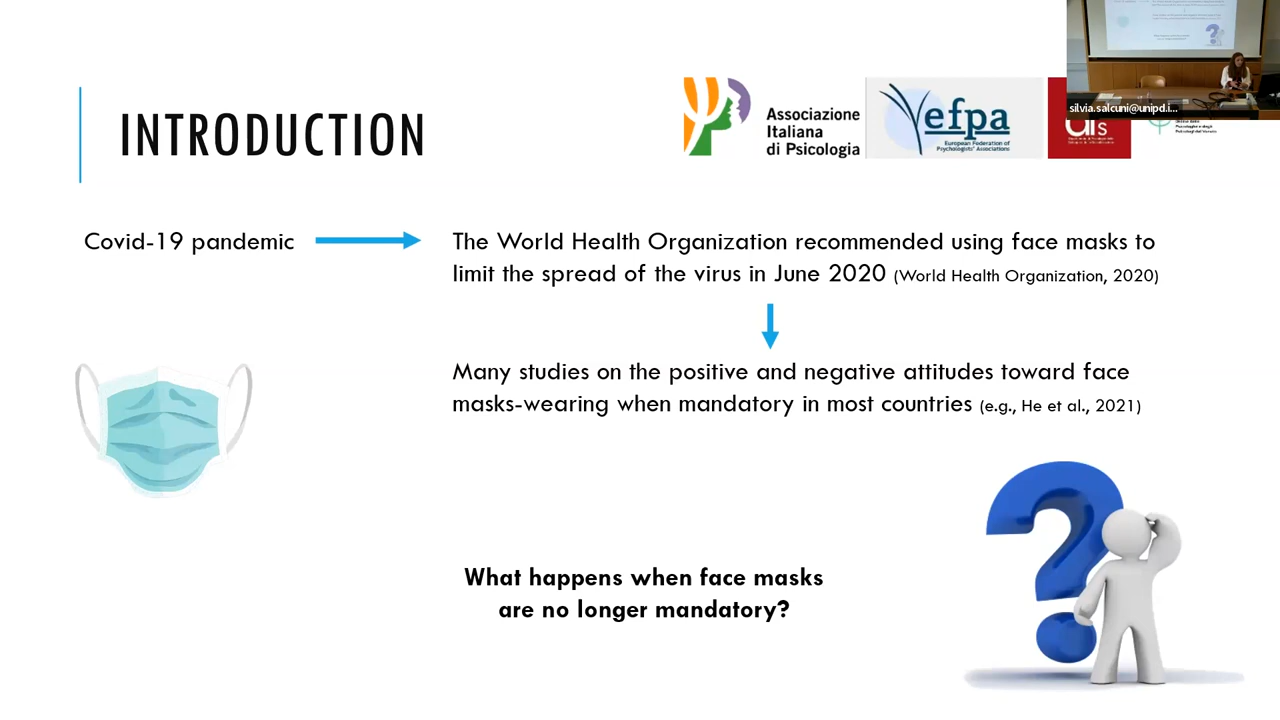 INTRODUCTION
Associazione
Italiana
di Psicologia
efpa
European Federation of
Psychologists' Associations
silvia.salcuni@unipd.i...
Covid-19 pandemic
The World Health Organization recommended using face masks to
limit the spread of the virus in June 2020 (World Health Organization, 2020)
Many studies on the positive and negative attitudes toward face
masks-wearing when mandatory in most countries (e.g., He et al., 2021)
What happens when face masks
are no longer mandatory?